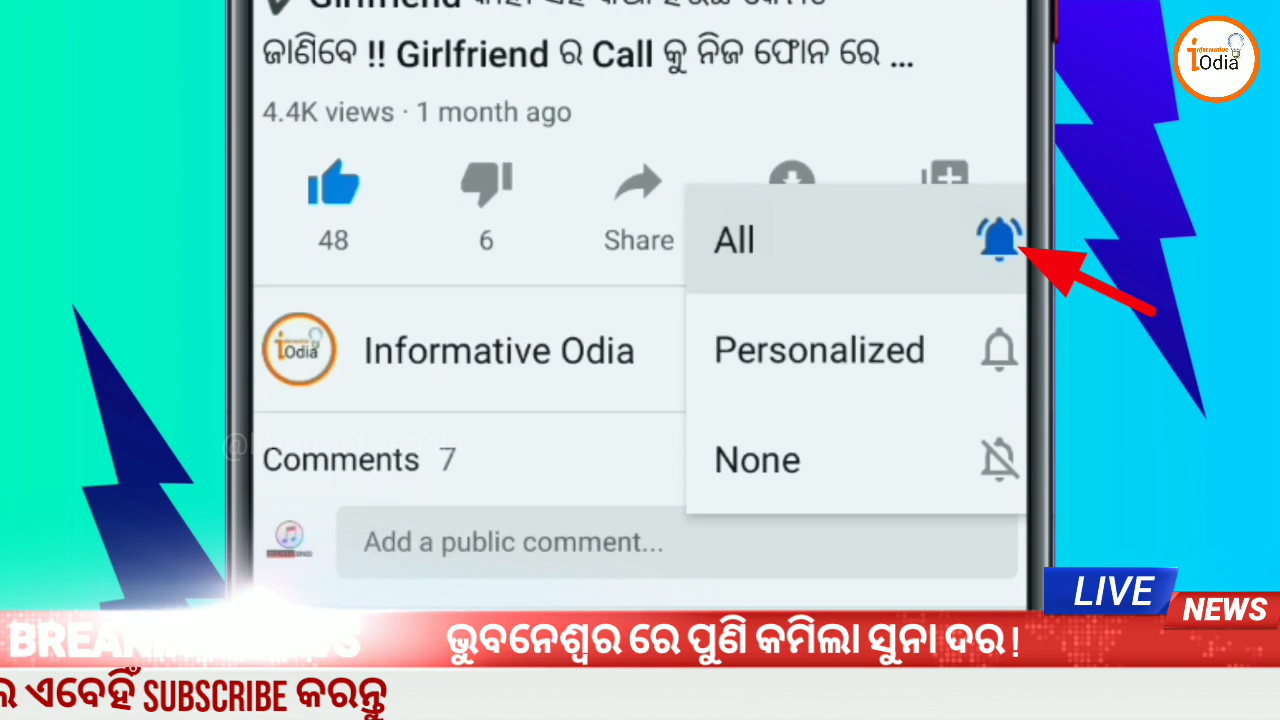 Girlfriend
ଜାଣିବେ !! Girlfriend ର Call କୁ ନିଜ ଫୋନ ରେ ...
4.4K views · 1 month ago
48
6
Share
All
Informative Odia
Personalized
Comments 7
None
Add a public comment...
informative
Odia
LIVE
NEWS
ଭୁବନେଶ୍ୱର ରେ ପୁଣି କମିଲା ସୁନା ଦର!
ଏବେହିଁ SUBSCRIBE କରନ୍ତୁ